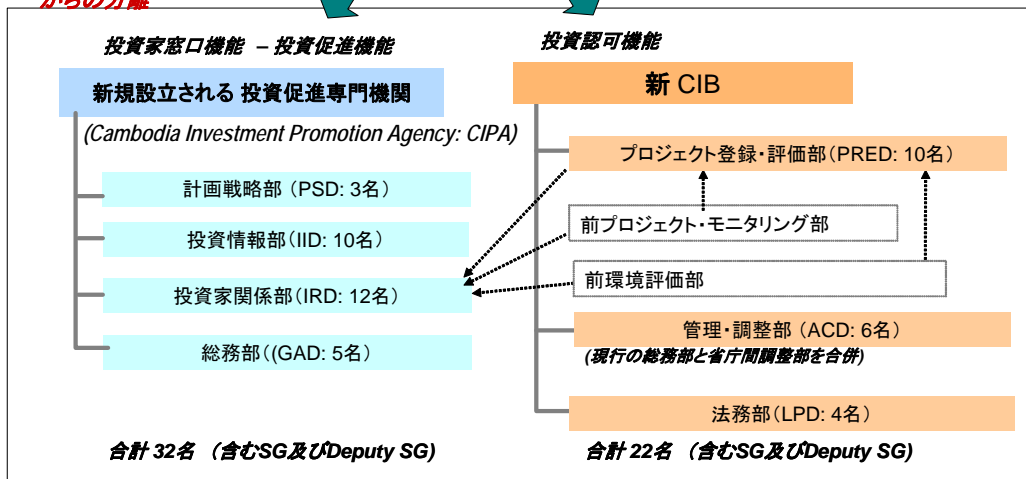 からの分離
投資家窓口機能 – 投資促進機能
投資認可機能
新規設立される 投資促進専門機関
新 CIB
(Cambodia Investment Promotion Agency: CIPA)
プロジェクト登録・評価部(PRED: 10名)
計画戦略部 (PSD: 3名)
前プロジェクト・モニタリング部
投資情報部(IID: 10名)
前環境評価部
投資家関係部(IRD: 12名)
管理・調整部 (ACD: 6名)
(現行の総務部と省庁間調整部を合併)
総務部((GAD: 5名)
法務部(LPD: 4名)
合計 32名 (含むSG及びDeputy SG)
合計 22名 (含むSG及びDeputy SG)